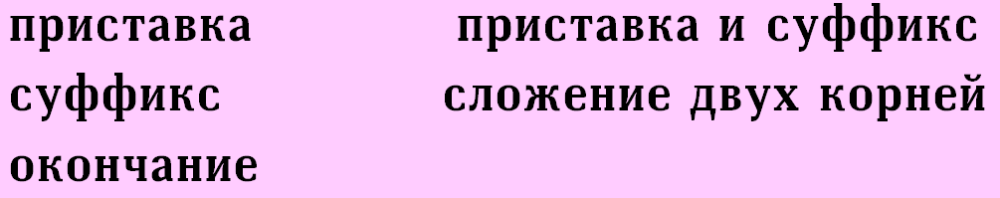 приставка приставка и суффикс
суффикс сложение двух корней
окончание